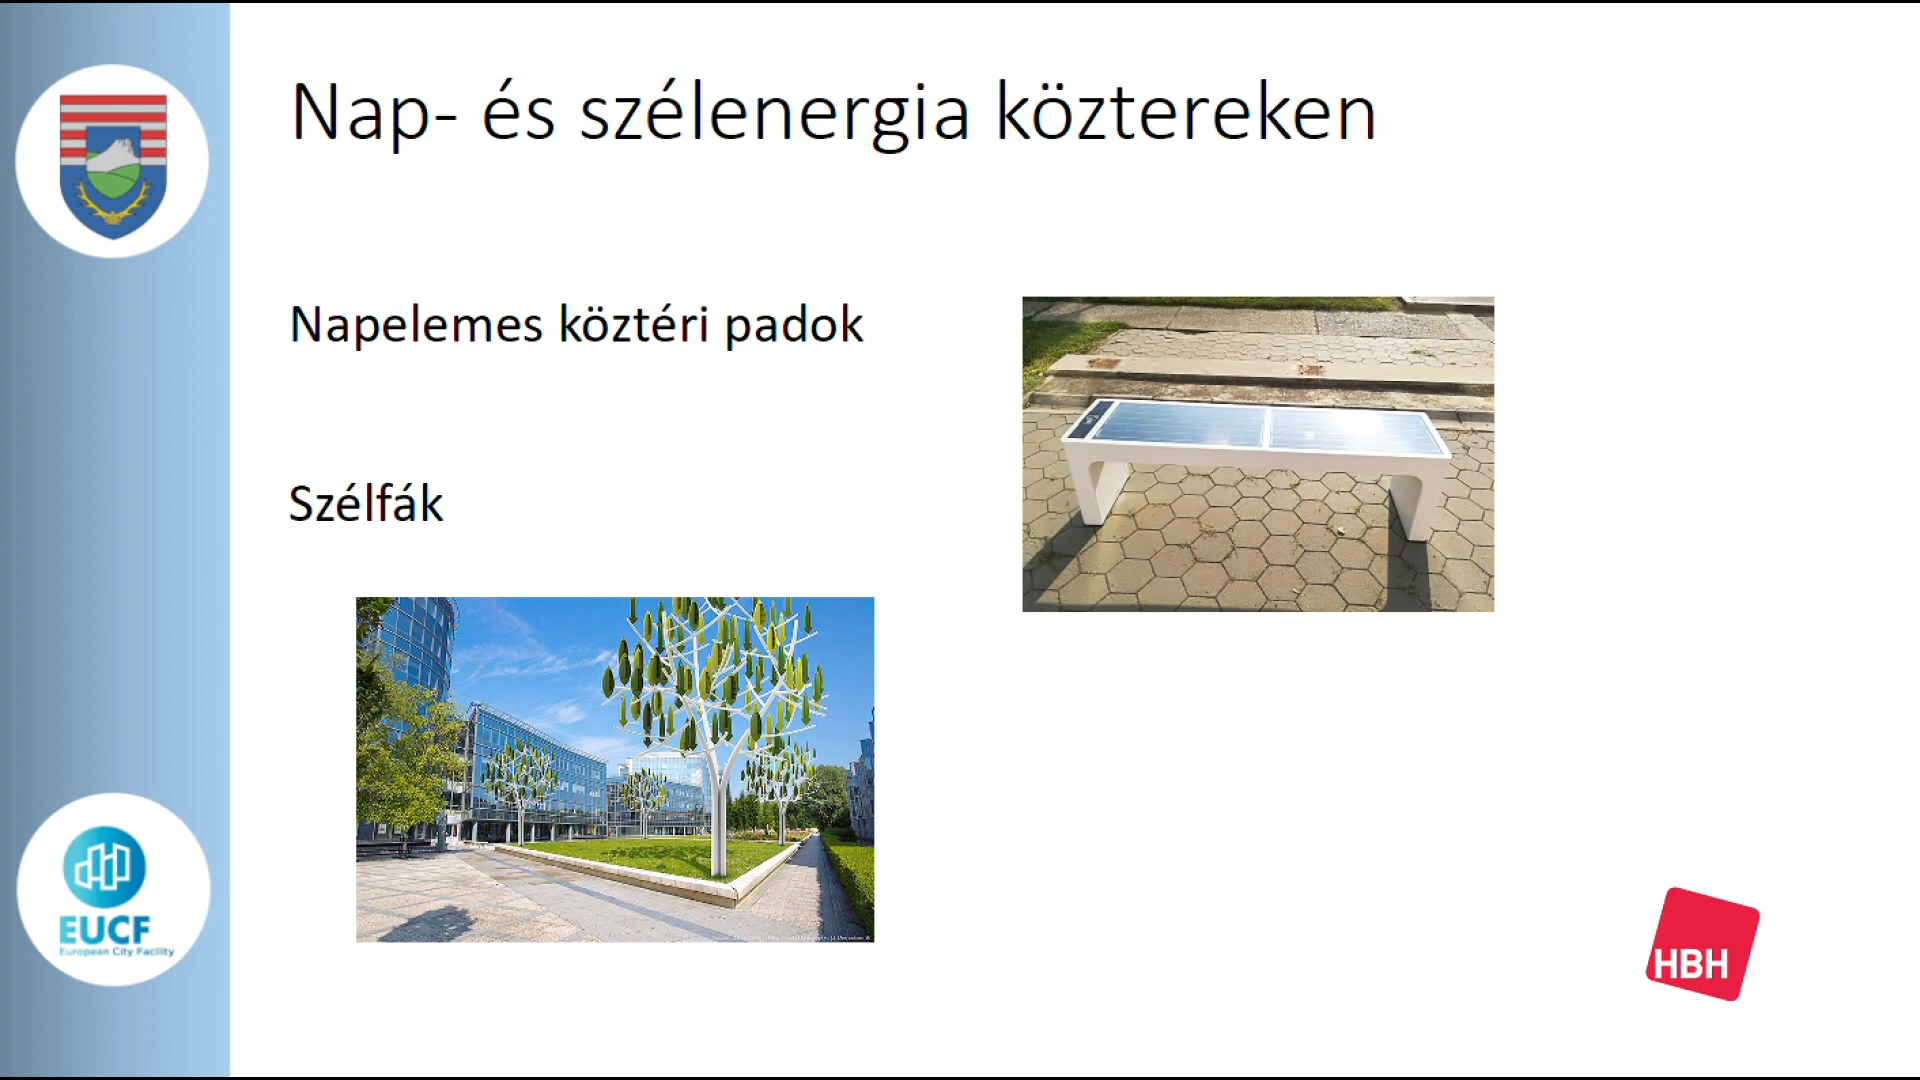 Nap- és szélenergia köztereken
Napelemes köztéri padok
Szélfák
EUCF
European City Facility
HBH